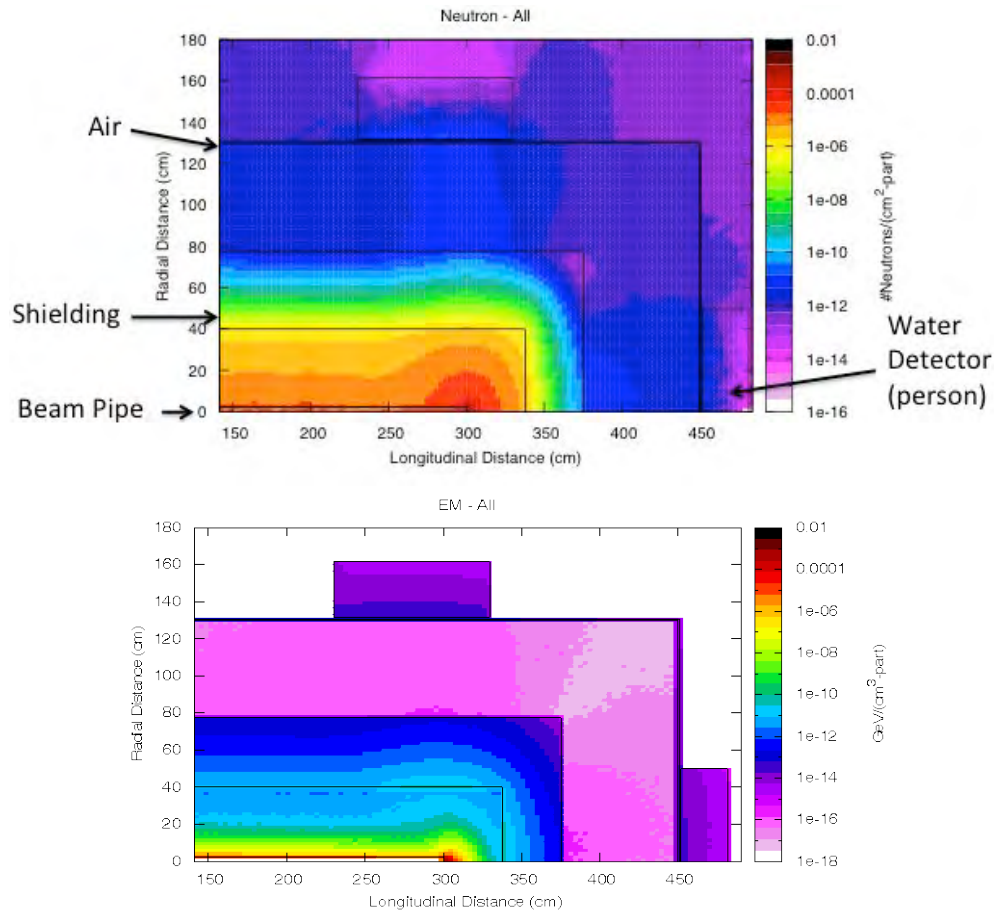 Neutron - All
180
160
140
120
100
80
60
40
20
0
Radial Distance (cm)
150 200 250 300 350 400 450
Longitudinal Distance (cm)
0.01
0.0001
1e-06
1e-08
1e-10
1e-12
1e-14
1e-16
#Neutrons/(cm²-part)
Air
Shielding
Beam Pipe
Water
Detector
(person)
EM - All
180
160
140
120
100
80
60
40
20
0
Radial Distance (cm)
150 200 250 300 350 400 450
Longitudinal Distance (cm)
0.01
0.0001
1e-06
1e-08
1e-10
1e-12
1e-14
1e-16
1e-18
GeV/(cm³-part)